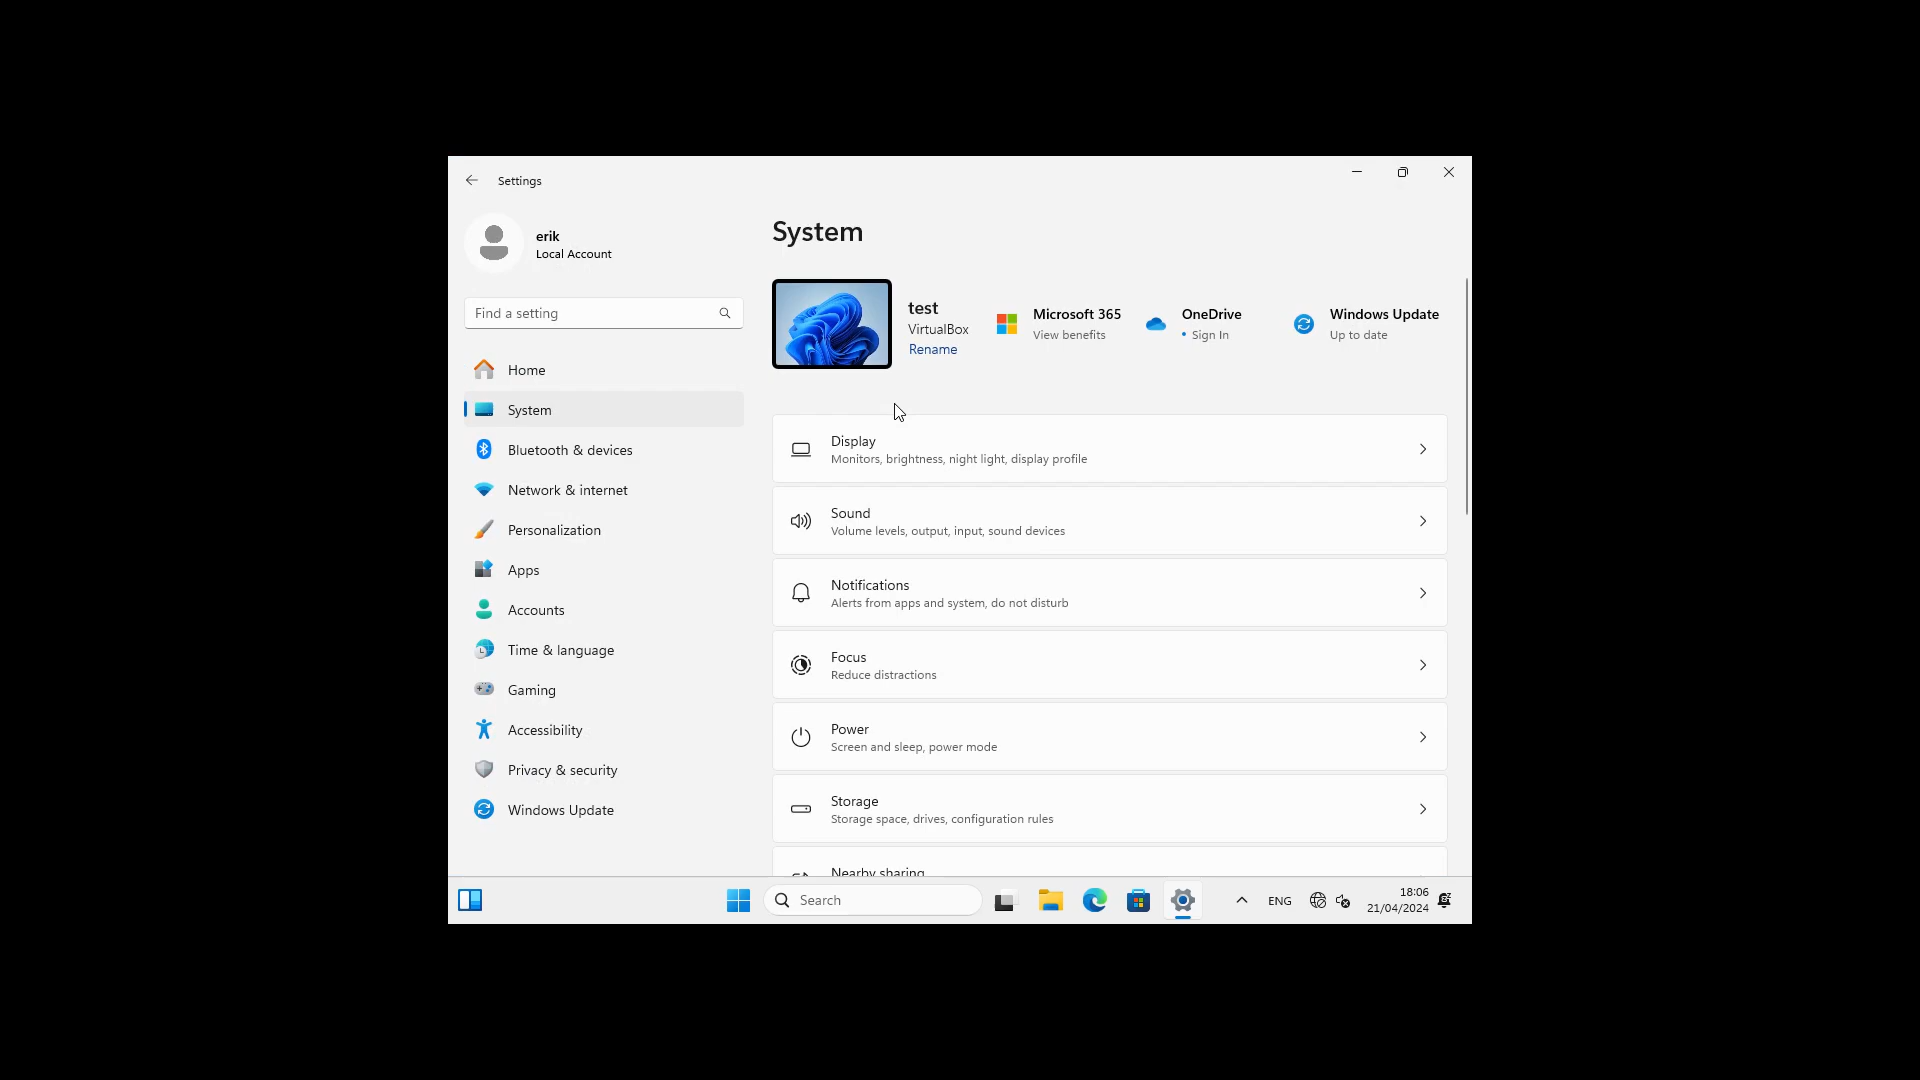 Settings
erik
Local Account
Find a setting
Home
System
Bluetooth & devices
Network & internet
Personalization
Apps
Accounts
Time & language
Gaming
Accessibility
Privacy & security
Windows Update
System
test
VirtualBox
Rename
Microsoft 365
View benefits
OneDrive
• Sign In
Windows Update
Up to date
Display
Monitors, brightness, night light, display profile
Sound
Volume levels, output, input, sound devices
Notifications
Alerts from apps and system, do not disturb
Focus
Reduce distractions
Power
Screen and sleep, power mode
Storage
Storage space, drives, configuration rules
Nearby sharing
Search
ENG
18:06
21/04/2024